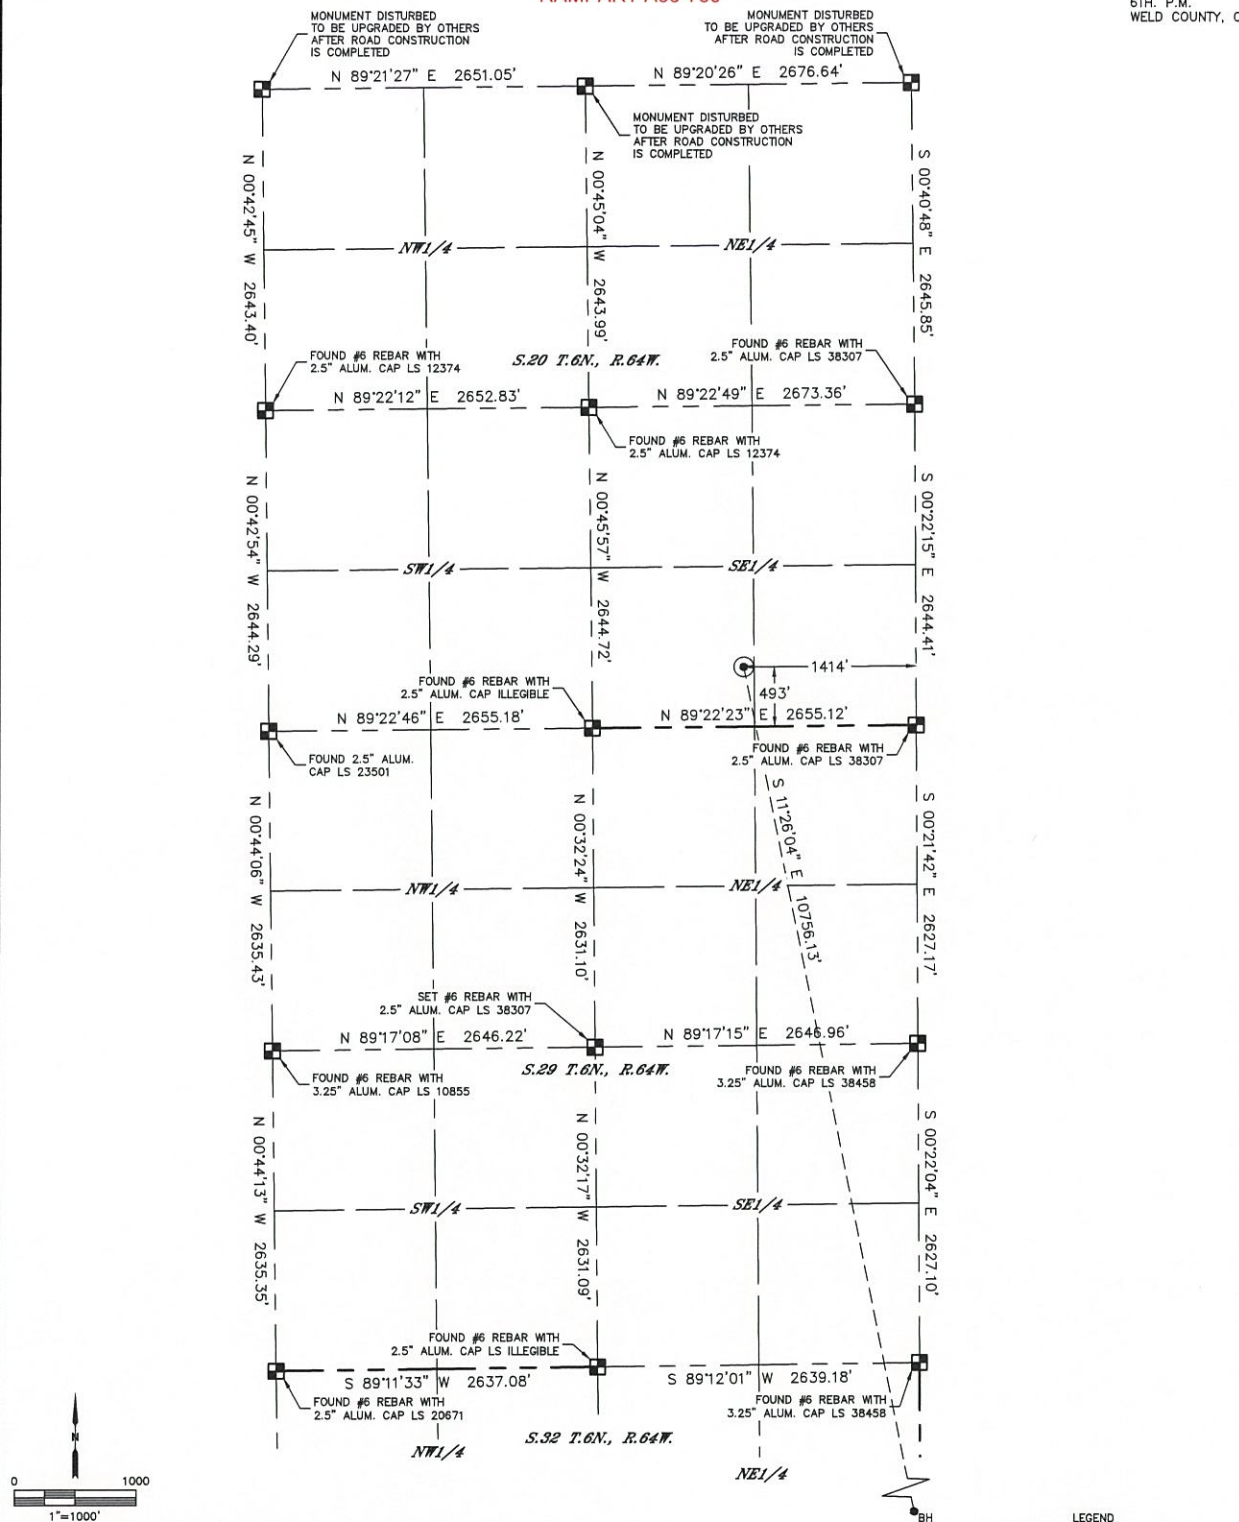 6TH. P.M.
WELD COUNTY, C
MONUMENT DISTURBED
TO BE UPGRADED BY OTHERS
AFTER ROAD CONSTRUCTION
IS COMPLETED
MONUMENT DISTURBED
TO BE UPGRADED BY OTHERS
AFTER ROAD CONSTRUCTION
IS COMPLETED
N 89°21'27" E 2651.05'
N 89°20'26" E 2676.64'
MONUMENT DISTURBED
TO BE UPGRADED BY OTHERS
AFTER ROAD CONSTRUCTION
IS COMPLETED
N 00°42'45" W 2643.40'
N 00°45'04" W 2643.99'
S 00°40'48" E 2645.85'
NW1/4
NE1/4
FOUND #6 REBAR WITH
2.5" ALUM. CAP LS 12374
S.20 T.6N., R.64W.
FOUND #6 REBAR WITH
2.5" ALUM. CAP LS 38307
N 89°22'12" E 2652.83'
N 89°22'49" E 2673.36'
FOUND #6 REBAR WITH
2.5" ALUM. CAP LS 12374
N 00°42'54" W 2644.29'
N 00°45'57" W 2644.72'
S 00°22'15" E 2644.41'
SW1/4
SE1/4
1414'
493'
FOUND #6 REBAR WITH
2.5" ALUM. CAP ILLEGIBLE
N 89°22'46" E 2655.18'
N 89°22'23" E 2655.12'
FOUND 2.5" ALUM.
CAP LS 23501
FOUND #6 REBAR WITH
2.5" ALUM. CAP LS 38307
N 00°44'06" W 2635.43'
N 00°32'24" W 2631.10'
S 11°26'04" E 10756.13'
S 00°21'42" E 2627.17'
NW1/4
NE1/4
SET #6 REBAR WITH
2.5" ALUM. CAP LS 38307
N 89°17'08" E 2646.22'
N 89°17'15" E 2646.96'
S.29 T.6N., R.64W.
FOUND #6 REBAR WITH
3.25" ALUM. CAP LS 10855
FOUND #6 REBAR WITH
3.25" ALUM. CAP LS 38458
N 00°44'13" W 2635.35'
N 00°32'17" W 2631.09'
S 00°22'04" E 2627.10'
SW1/4
SE1/4
FOUND #6 REBAR WITH
2.5" ALUM. CAP LS ILLEGIBLE
S 89°11'33" W 2637.08'
S 89°12'01" W 2639.18'
FOUND #6 REBAR WITH
2.5" ALUM. CAP LS 20671
FOUND #6 REBAR WITH
3.25" ALUM. CAP LS 38458
S.32 T.6N., R.64W.
NW1/4
NE1/4
N
0 1000
1"=1000'
BH
LEGEND